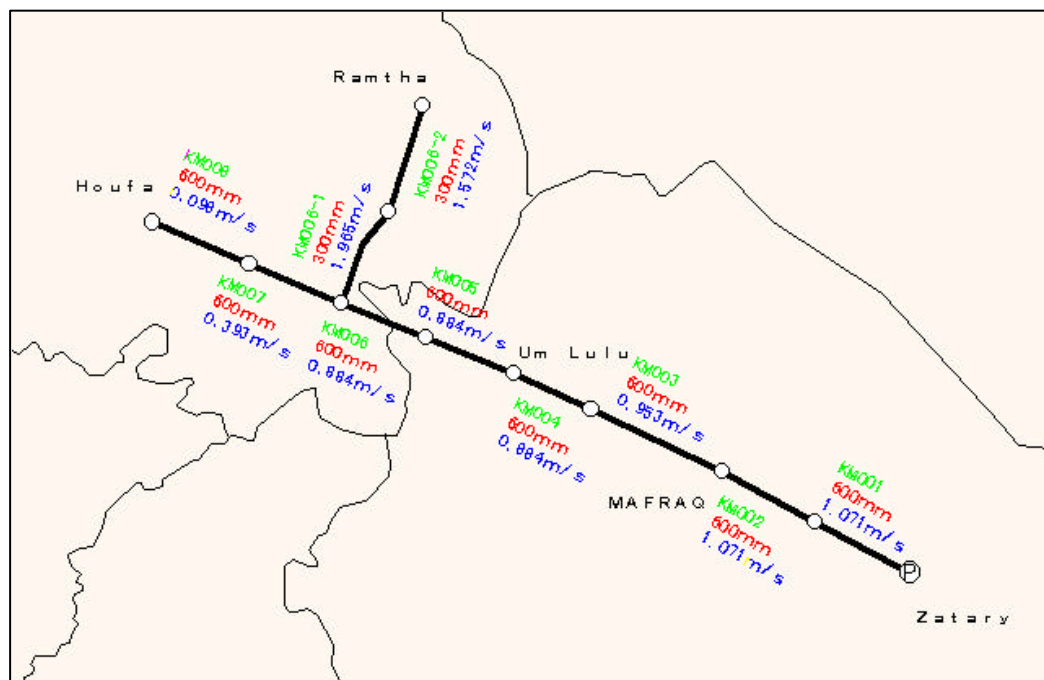 Ramtha
Houfa
KM008
600mm
0.098m/s
KM006-1
300mm
1.965m/s
KM006-2
300mm
1.572m/s
KM007
600mm
0.393m/s
KM006
600mm
0.884m/s
KM005
600mm
0.884m/s
Um Lulu
KM004
600mm
0.884m/s
KM003
600mm
0.953m/s
MAFRAQ
KM002
600mm
1.071m/s
KM001
600mm
1.071m/s
P
Zatary